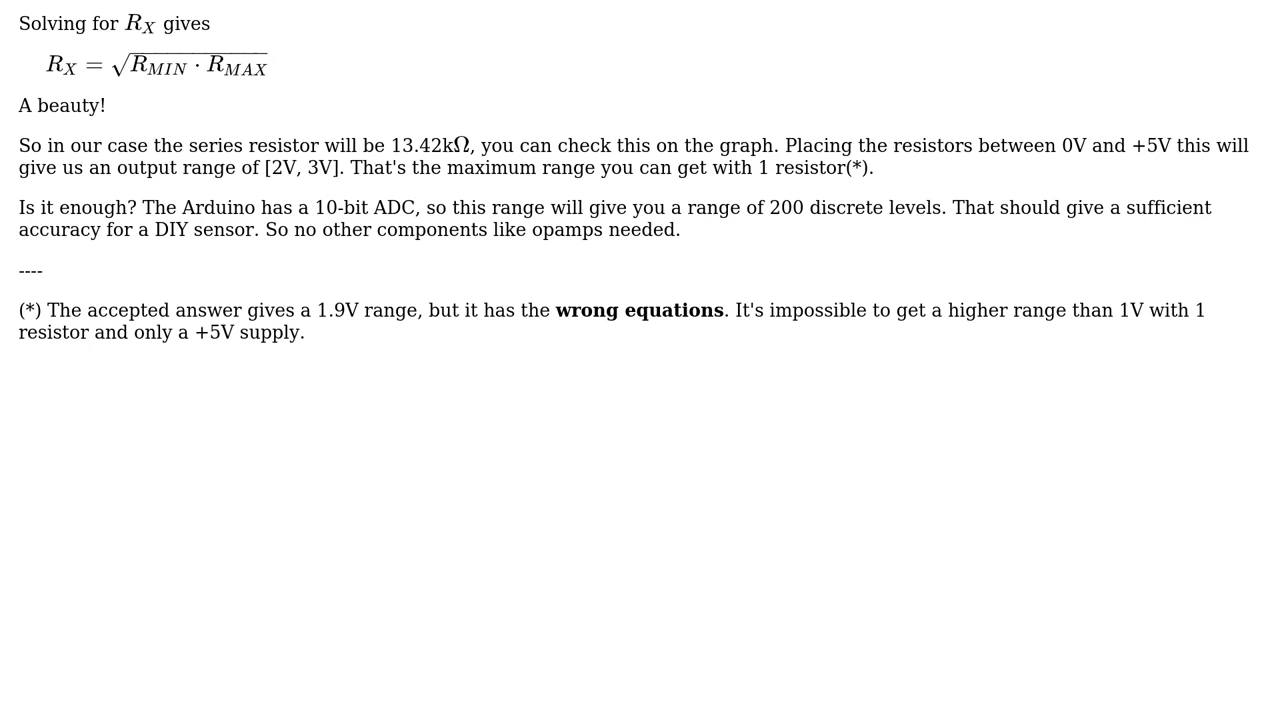 Solving for R_X gives
R_X = √(R_MIN · R_MAX)
A beauty!
So in our case the series resistor will be 13.42kΩ, you can check this on the graph. Placing the resistors between 0V and +5V this will
give us an output range of [2V, 3V]. That's the maximum range you can get with 1 resistor(*).
Is it enough? The Arduino has a 10-bit ADC, so this range will give you a range of 200 discrete levels. That should give a sufficient
accuracy for a DIY sensor. So no other components like opamps needed.
----
(*) The accepted answer gives a 1.9V range, but it has the wrong equations. It's impossible to get a higher range than 1V with 1
resistor and only a +5V supply.